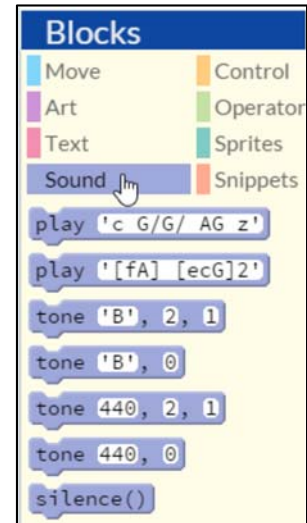 Blocks
Move Control
Art Operator
Text Sprites
Sound Snippets
play 'c G/G/ AG z'
play '[fA] [ecG]2'
tone 'B', 2, 1
tone 'B', 0
tone 440, 2, 1
tone 440, 0
silence()